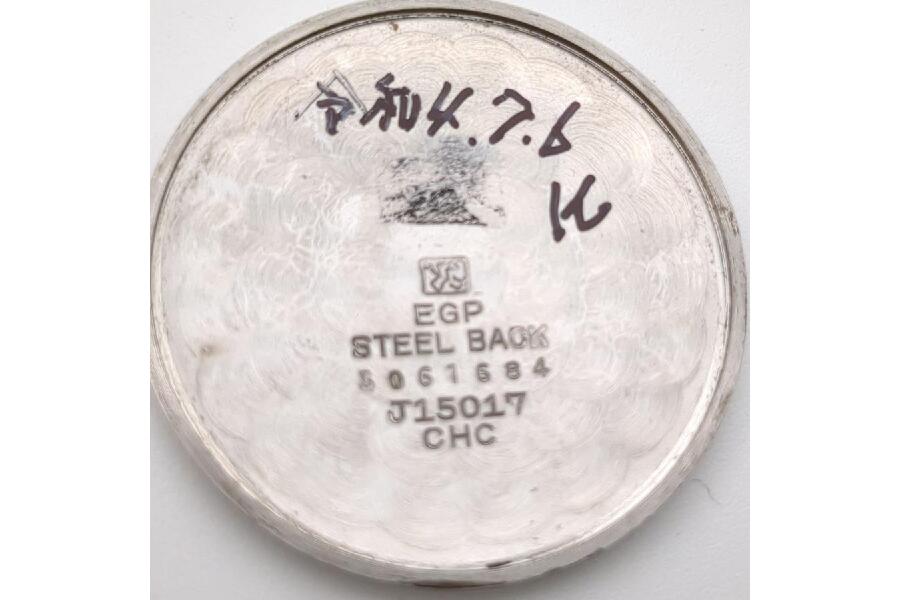 令和4.7.6
EGP
STEEL BACK
5061684
J15017
CHC